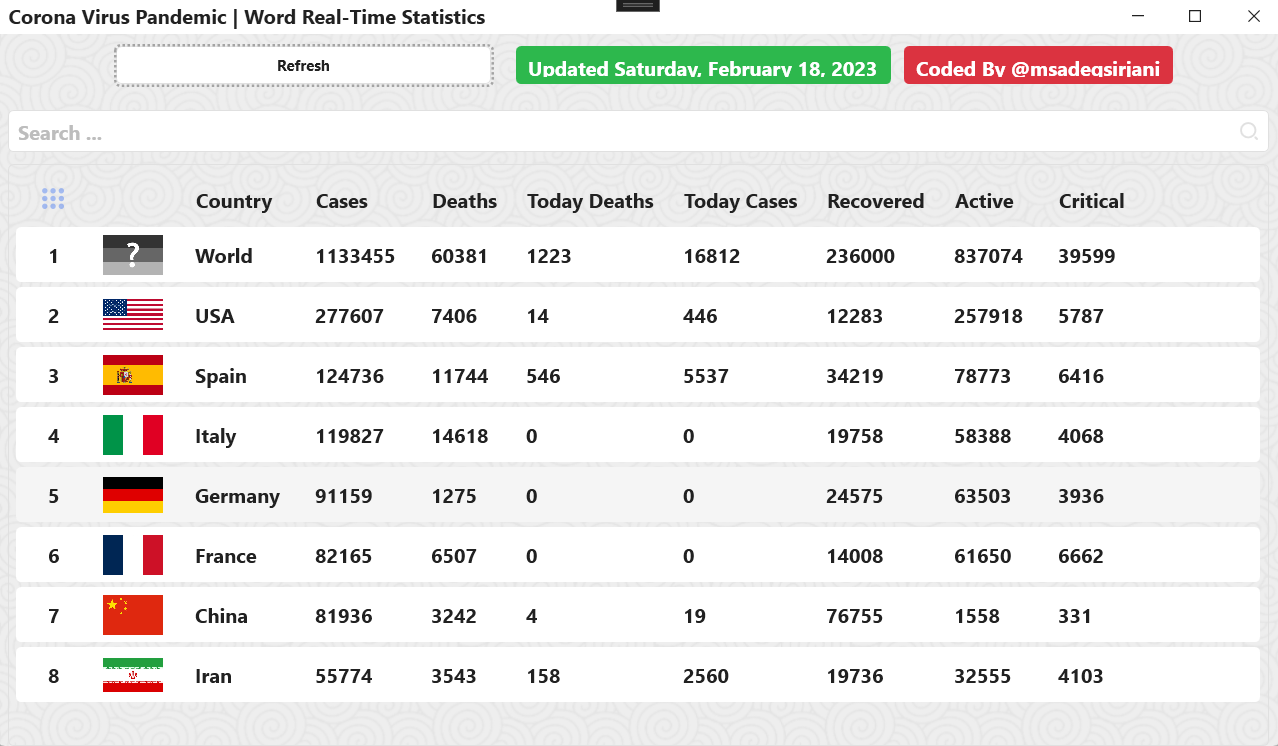 Corona Virus Pandemic | Word Real-Time Statistics
Refresh
Updated Saturday, February 18, 2023
Coded By @msadeqsirjani
Search ...
Country Cases Deaths Today Deaths Today Cases Recovered Active Critical
1 ? World 1133455 60381 1223 16812 236000 837074 39599
2 USA 277607 7406 14 446 12283 257918 5787
3 Spain 124736 11744 546 5537 34219 78773 6416
4 Italy 119827 14618 0 0 19758 58388 4068
5 Germany 91159 1275 0 0 24575 63503 3936
6 France 82165 6507 0 0 14008 61650 6662
7 China 81936 3242 4 19 76755 1558 331
8 Iran 55774 3543 158 2560 19736 32555 4103